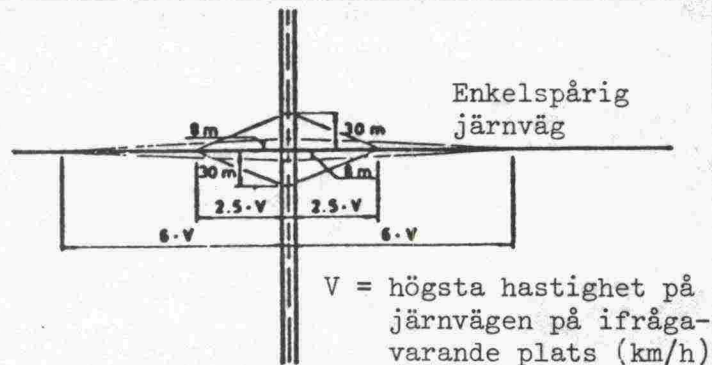 Enkelspårig
järnväg
8 m
30 m
30 m
8 m
2.5·V
2.5·V
6·V
6·V
V = högsta hastighet på
järnvägen på ifråga-
varande plats (km/h)